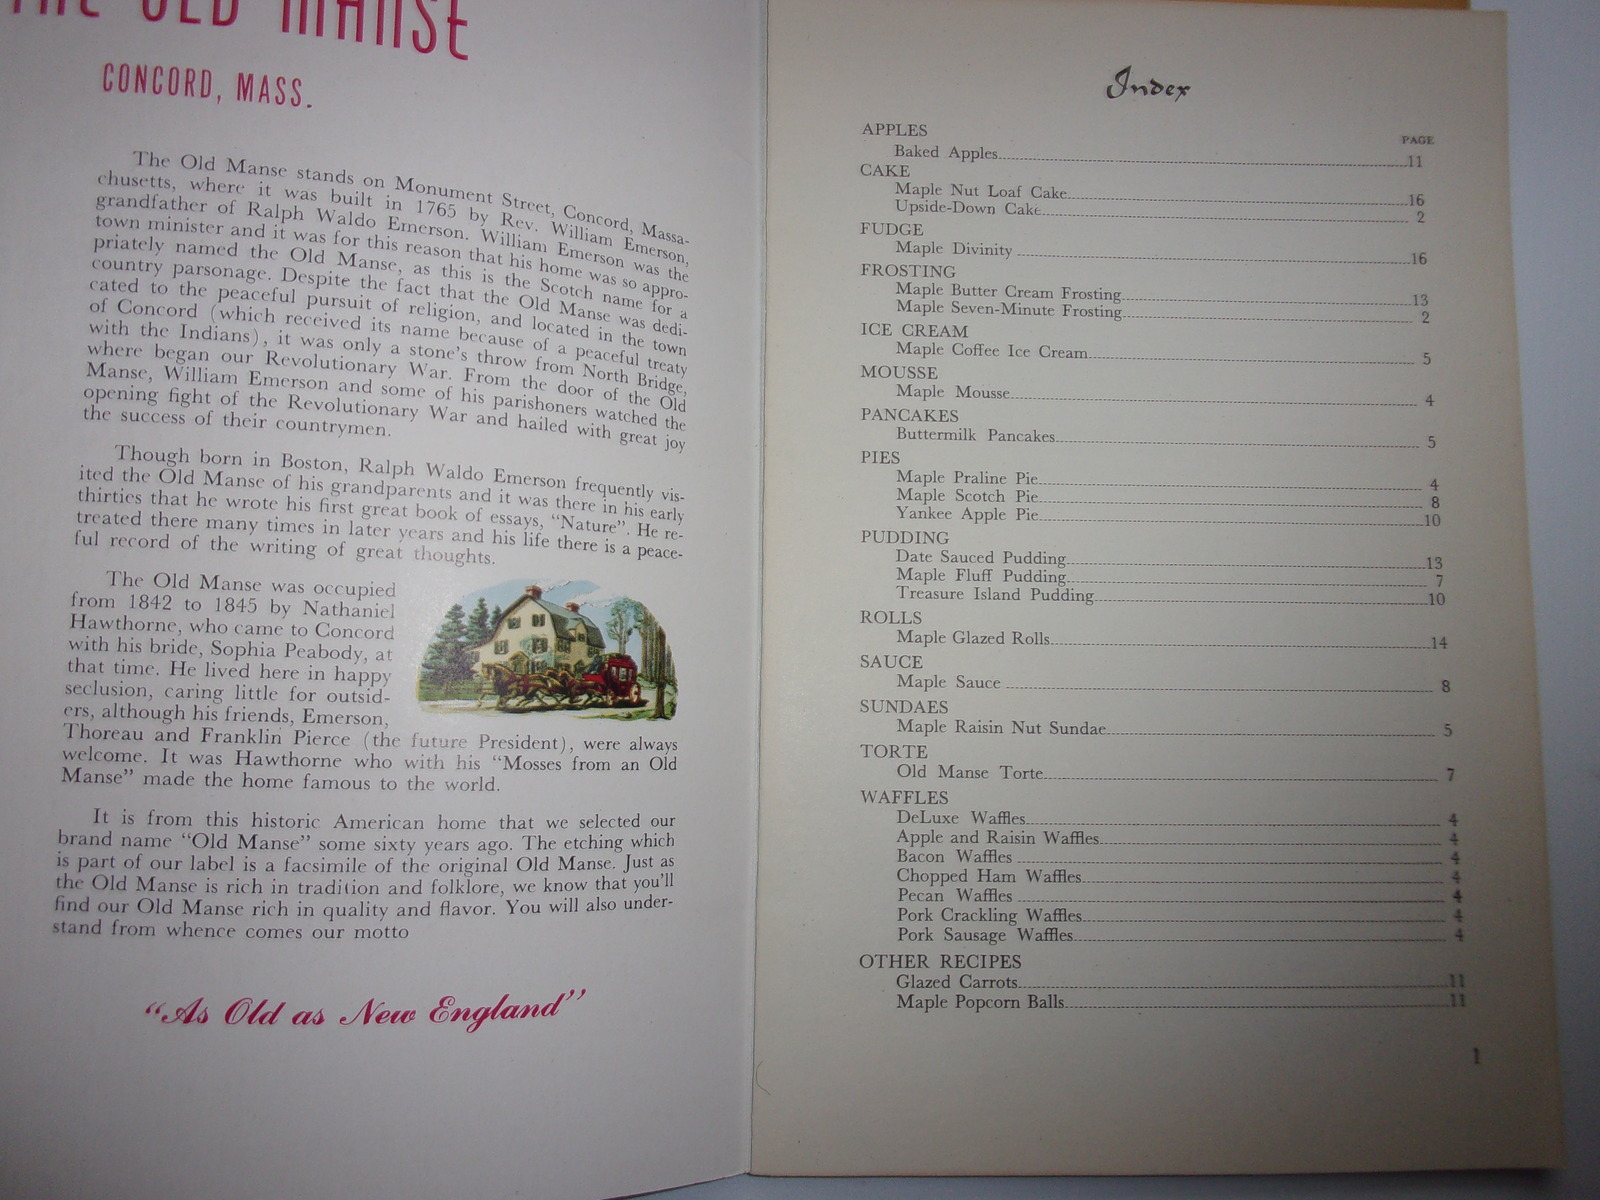 THE OLD MANSE
CONCORD, MASS.
The Old Manse stands on Monument Street, Concord, Massa-
chusetts, where it was built in 1765 by Rev. William Emerson,
grandfather of Ralph Waldo Emerson. William Emerson was the
town minister and it was for this reason that his home was so appro-
priately named the Old Manse, as this is the Scotch name for a
country parsonage. Despite the fact that the Old Manse was dedi-
cated to the peaceful pursuit of religion, and located in the town
of Concord (which received its name because of a peaceful treaty
with the Indians), it was only a stone's throw from North Bridge,
where began our Revolutionary War. From the door of the Old
Manse, William Emerson and some of his parishoners watched the
opening fight of the Revolutionary War and hailed with great joy
the success of their countrymen.
Though born in Boston, Ralph Waldo Emerson frequently vis-
ited the Old Manse of his grandparents and it was there in his early
thirties that he wrote his first great book of essays, "Nature". He re-
treated there many times in later years and his life there is a peace-
ful record of the writing of great thoughts.
The Old Manse was occupied
from 1842 to 1845 by Nathaniel
Hawthorne, who came to Concord
with his bride, Sophia Peabody, at
that time. He lived here in happy
seclusion, caring little for outsid-
ers, although his friends, Emerson,
Thoreau and Franklin Pierce (the future President), were always
welcome. It was Hawthorne who with his "Mosses from an Old
Manse" made the home famous to the world.
It is from this historic American home that we selected our
brand name "Old Manse" some sixty years ago. The etching which
is part of our label is a facsimile of the original Old Manse. Just as
the Old Manse is rich in tradition and folklore, we know that you'll
find our Old Manse rich in quality and flavor. You will also under-
stand from whence comes our motto
"As Old as New England"
Index
APPLES
PAGE
Baked Apples 11
CAKE
Maple Nut Loaf Cake 16
Upside-Down Cake 2
FUDGE
Maple Divinity 16
FROSTING
Maple Butter Cream Frosting 13
Maple Seven-Minute Frosting 2
ICE CREAM
Maple Coffee Ice Cream 5
MOUSSE
Maple Mousse 4
PANCAKES
Buttermilk Pancakes 5
PIES
Maple Praline Pie 4
Maple Scotch Pie 8
Yankee Apple Pie 10
PUDDING
Date Sauced Pudding 13
Maple Fluff Pudding 7
Treasure Island Pudding 10
ROLLS
Maple Glazed Rolls 14
SAUCE
Maple Sauce 8
SUNDAES
Maple Raisin Nut Sundae 5
TORTE
Old Manse Torte 7
WAFFLES
DeLuxe Waffles 4
Apple and Raisin Waffles 4
Bacon Waffles 4
Chopped Ham Waffles 4
Pecan Waffles 4
Pork Crackling Waffles 4
Pork Sausage Waffles 4
OTHER RECIPES
Glazed Carrots 11
Maple Popcorn Balls 11
1